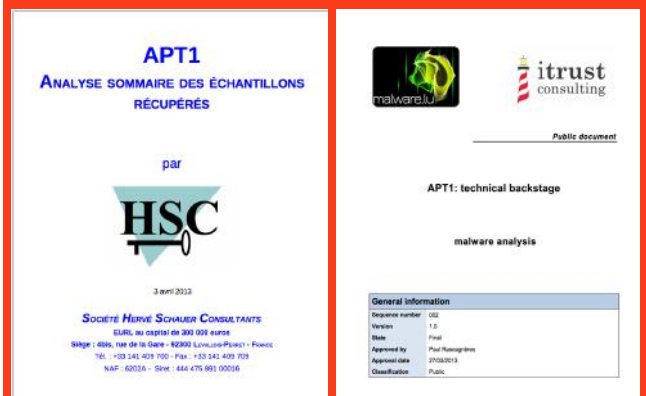 APT1
ANALYSE SOMMAIRE DES ÉCHANTILLONS
RÉCUPÉRÉS
par
HSC
3 avril 2013
SOCIÉTÉ HERVÉ SCHAUER CONSULTANTS
EURL au capital de 300 000 euros
Siège : 4bis, rue de la Gare - 92300 LEVALLOIS-PERRET - FRANCE
Tél. : +33 141 409 700 - Fax : +33 141 409 709
NAF : 6202A - Siret : 444 475 891 00016
malware.lu
itrust
consulting
Public document
APT1: technical backstage
malware analysis
General information
Sequence number 002
Version 1.0
State Final
Approved by Paul Rascagnères
Approval date 27/03/2013
Classification Public